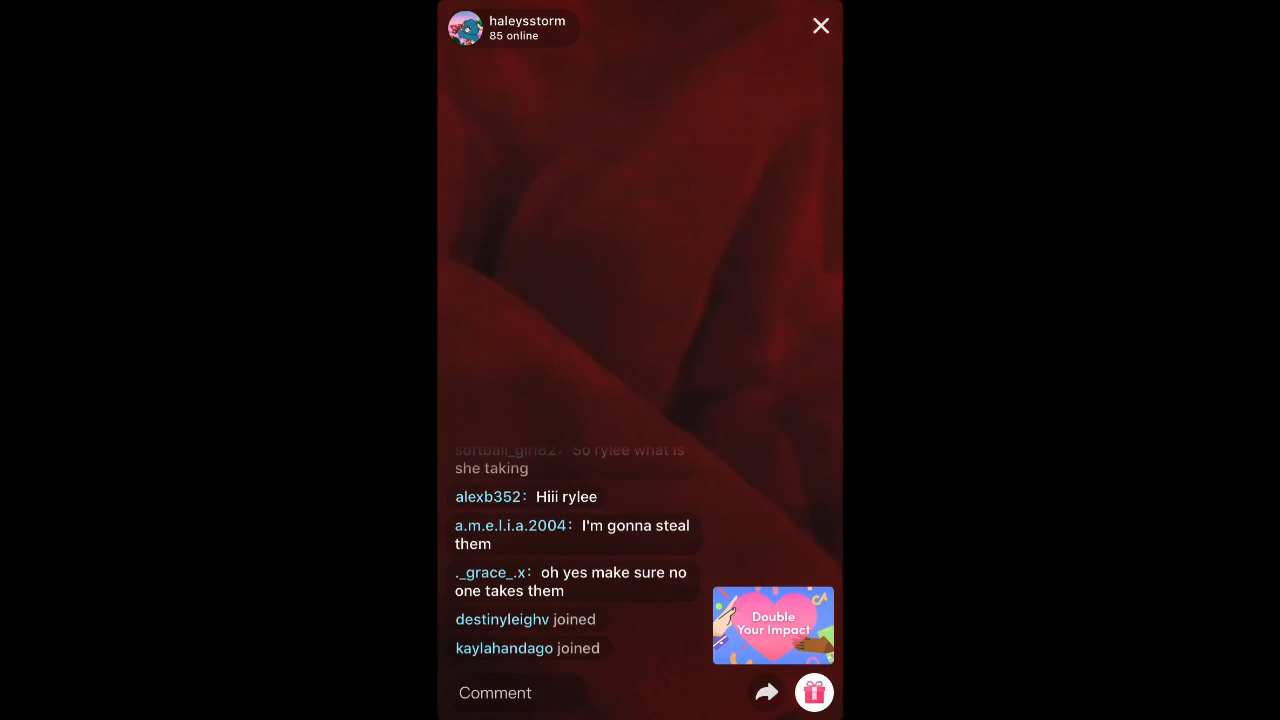 haleysstorm
85 online
softball_girl82: So rylee what is
she taking
alexb352: Hiii rylee
a.m.e.l.i.a.2004: I'm gonna steal
them
._grace_.x: oh yes make sure no
one takes them
destinyleighv joined
kaylahandago joined
Double
Your Impact
Comment